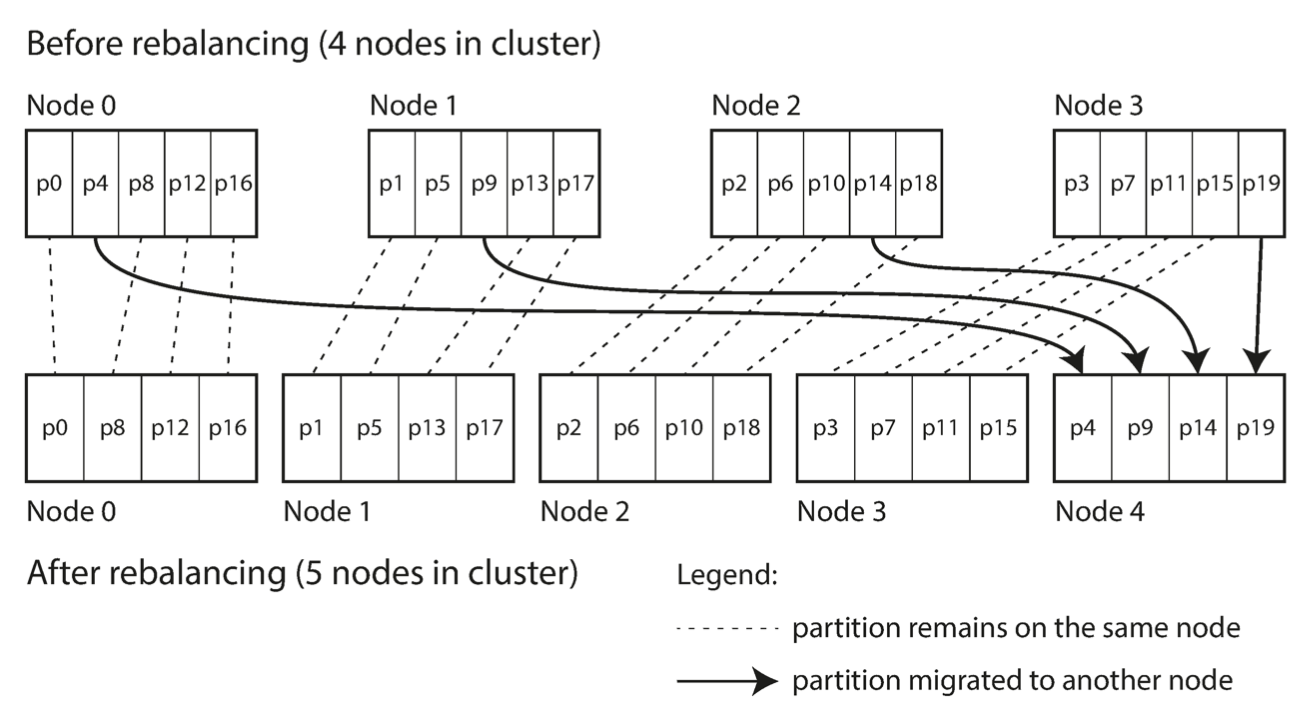 Before rebalancing (4 nodes in cluster)
Node 0 Node 1 Node 2 Node 3
p0 p4 p8 p12 p16 p1 p5 p9 p13 p17 p2 p6 p10 p14 p18 p3 p7 p11 p15 p19
p0 p8 p12 p16 p1 p5 p13 p17 p2 p6 p10 p18 p3 p7 p11 p15 p4 p9 p14 p19
Node 0 Node 1 Node 2 Node 3 Node 4
After rebalancing (5 nodes in cluster)
Legend:
partition remains on the same node
partition migrated to another node